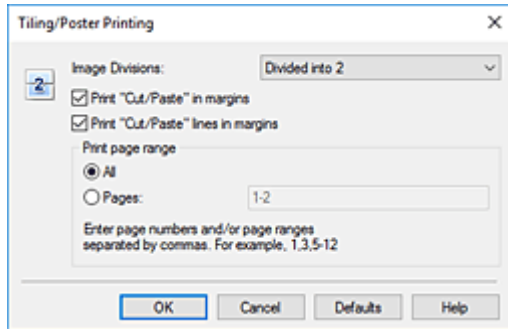 Tiling/Poster Printing
Image Divisions: Divided into 2
2
Print "Cut/Paste" in margins
Print "Cut/Paste" lines in margins
Print page range
All
Pages: 1-2
Enter page numbers and/or page ranges
separated by commas. For example, 1,3,5-12
OK Cancel Defaults Help